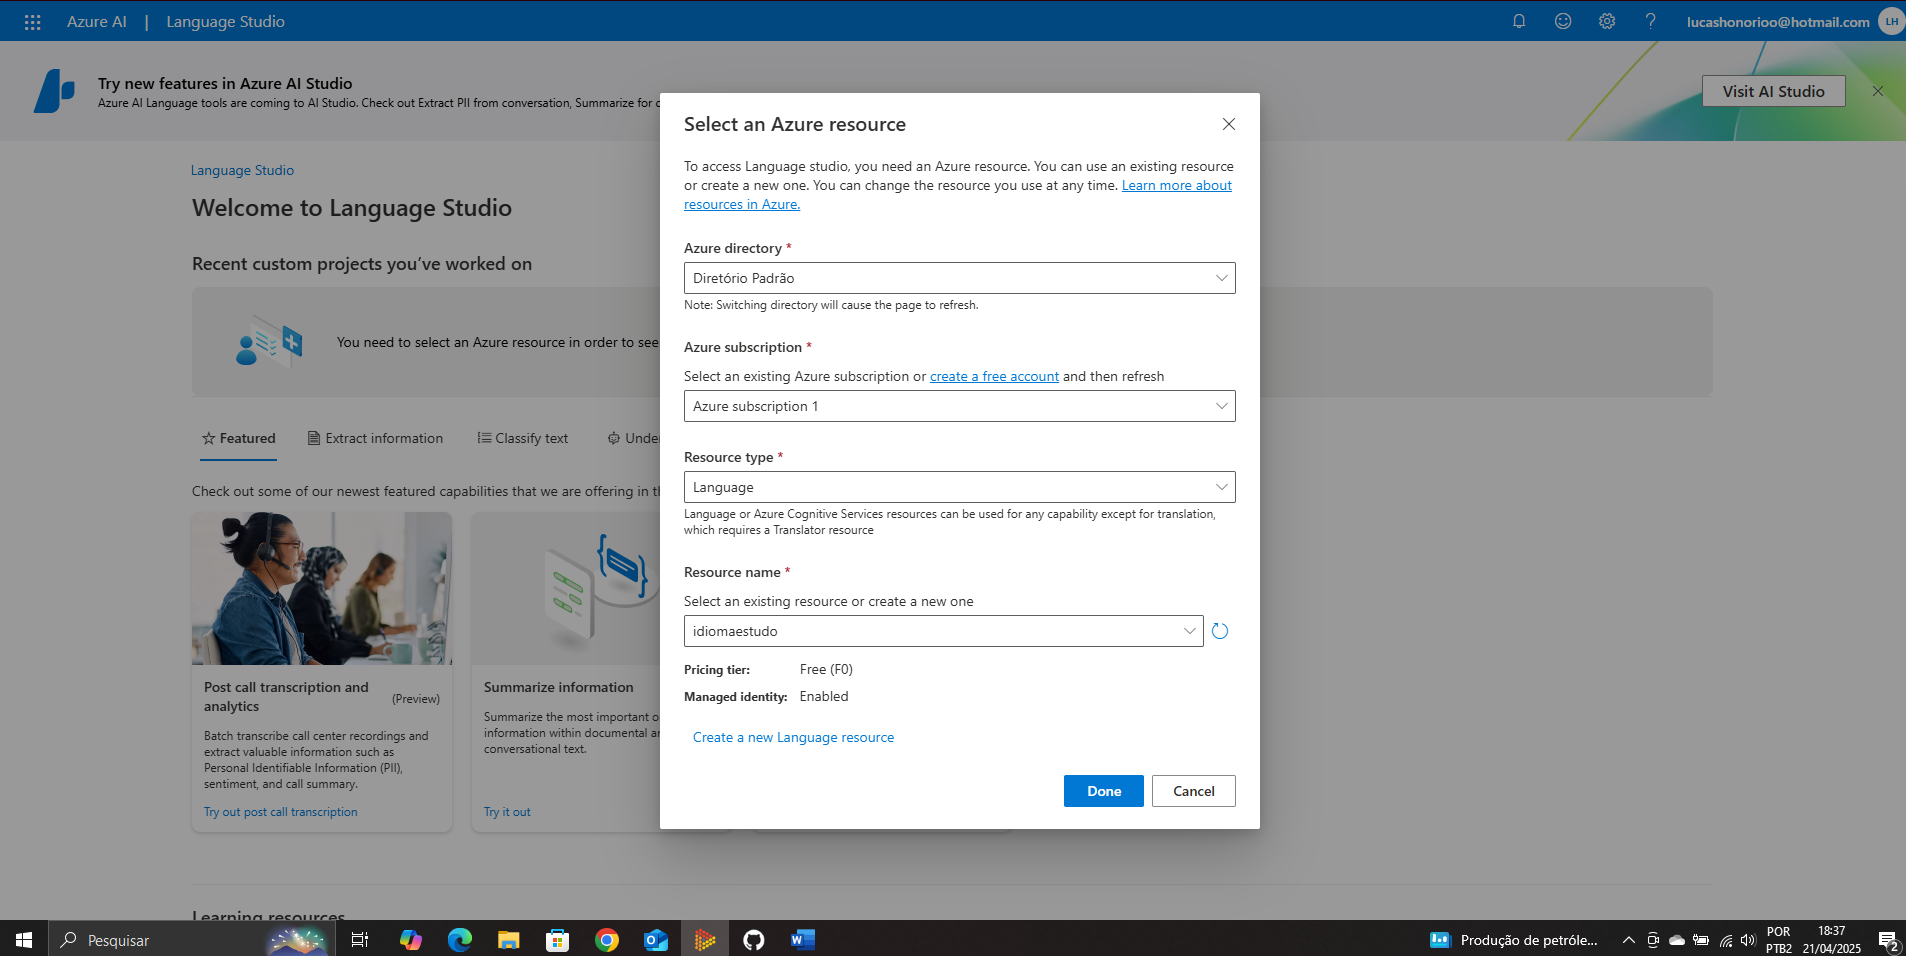 Azure AI | Language Studio
lucashonorioo@hotmail.com LH
Try new features in Azure AI Studio
Azure AI Language tools are coming to AI Studio. Check out Extract PII from conversation, Summarize for
Visit AI Studio
Language Studio
Welcome to Language Studio
Recent custom projects you've worked on
You need to select an Azure resource in order to see
Featured
Extract information
Classify text
Check out some of our newest featured capabilities that we are offering in
Post call transcription and
analytics
(Preview)
Batch transcribe call center recordings and
extract valuable information such as
Personal Identifiable Information (PII),
sentiment, and call summary.
Try out post call transcription
Summarize information
Summarize the most important
information within documental
conversational text.
Try it out
Learning resources
Select an Azure resource
To access Language studio, you need an Azure resource. You can use an existing resource
or create a new one. You can change the resource you use at any time. Learn more about
resources in Azure.
Azure directory *
Diretório Padrão
Note: Switching directory will cause the page to refresh.
Azure subscription *
Select an existing Azure subscription or create a free account and then refresh
Azure subscription 1
Resource type *
Language
Language or Azure Cognitive Services resources can be used for any capability except for translation,
which requires a Translator resource
Resource name *
Select an existing resource or create a new one
idiomaestudo
Pricing tier: Free (F0)
Managed identity: Enabled
Create a new Language resource
Done
Cancel
Pesquisar
Produção de petróle...
POR
PTB2
18:37
21/04/2025
2